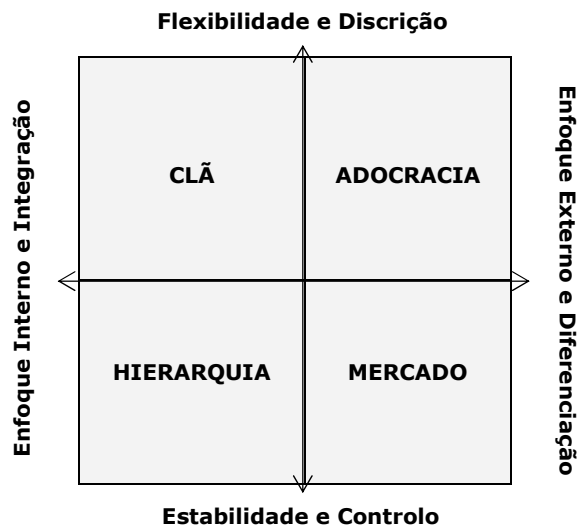 Flexibilidade e Discrição
Enfoque Interno e Integração
CLÃ
ADOCRACIA
Enfoque Externo e Diferenciação
HIERARQUIA
MERCADO
Estabilidade e Controlo